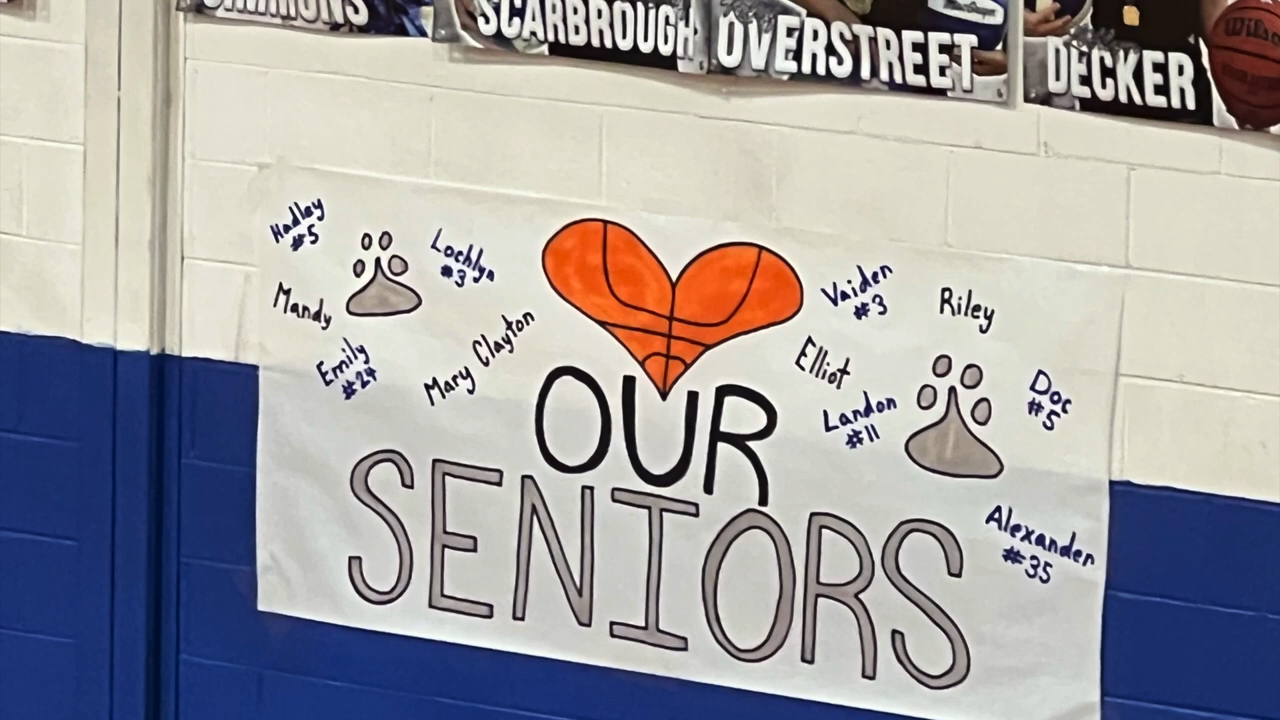 SIMMONS
SCARBROUGH
OVERSTREET
DECKER
Hadley
#5
Lochlyn
#3
Mandy
Emily
#24
Mary Clayton
Vaiden
#3
Riley
Elliot
Landon
#11
Doc
#5
Alexander
#35
OUR
SENIORS